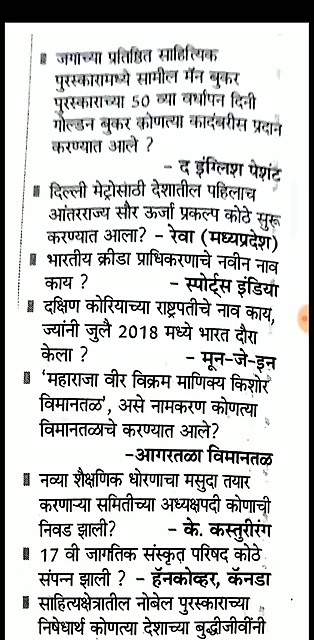 ▪ जगाच्या प्रतिष्ठित साहित्यिक
पुरस्कारामध्ये सामील मॅन बुकर
पुरस्काराच्या 50 व्या वर्धापन दिनी
गोल्डन बुकर कोणत्या कादंबरीस प्रदान
करण्यात आले ?
– द इंग्लिश पेशंट
▪ दिल्ली मेट्रोसाठी देशातील पहिलाच
आंतरराज्य सौर ऊर्जा प्रकल्प कोठे सुरू
करण्यात आला? – रेवा (मध्यप्रदेश)
▪ भारतीय क्रीडा प्राधिकरणाचे नवीन नाव
काय ? – स्पोर्ट्स इंडिया
▪ दक्षिण कोरियाच्या राष्ट्रपतीचे नाव काय,
ज्यांनी जुलै 2018 मध्ये भारत दौरा
केला ? – मून-जे-इन
▪ ‘महाराजा वीर विक्रम माणिक्य किशोर
विमानतळ’, असे नामकरण कोणत्या
विमानतळाचे करण्यात आले?
–आगरतळा विमानतळ
▪ नव्या शैक्षणिक धोरणाचा मसुदा तयार
करणाऱ्या समितीच्या अध्यक्षपदी कोणाची
निवड झाली? – के. कस्तुरीरंग
▪ 17 वी जागतिक संस्कृत परिषद कोठे
संपन्न झाली ? – हॅनकोव्हर, कॅनडा
▪ साहित्यक्षेत्रातील नोबेल पुरस्काराच्या
निषेधार्थ कोणत्या देशाच्या बुद्धीजीवींनी